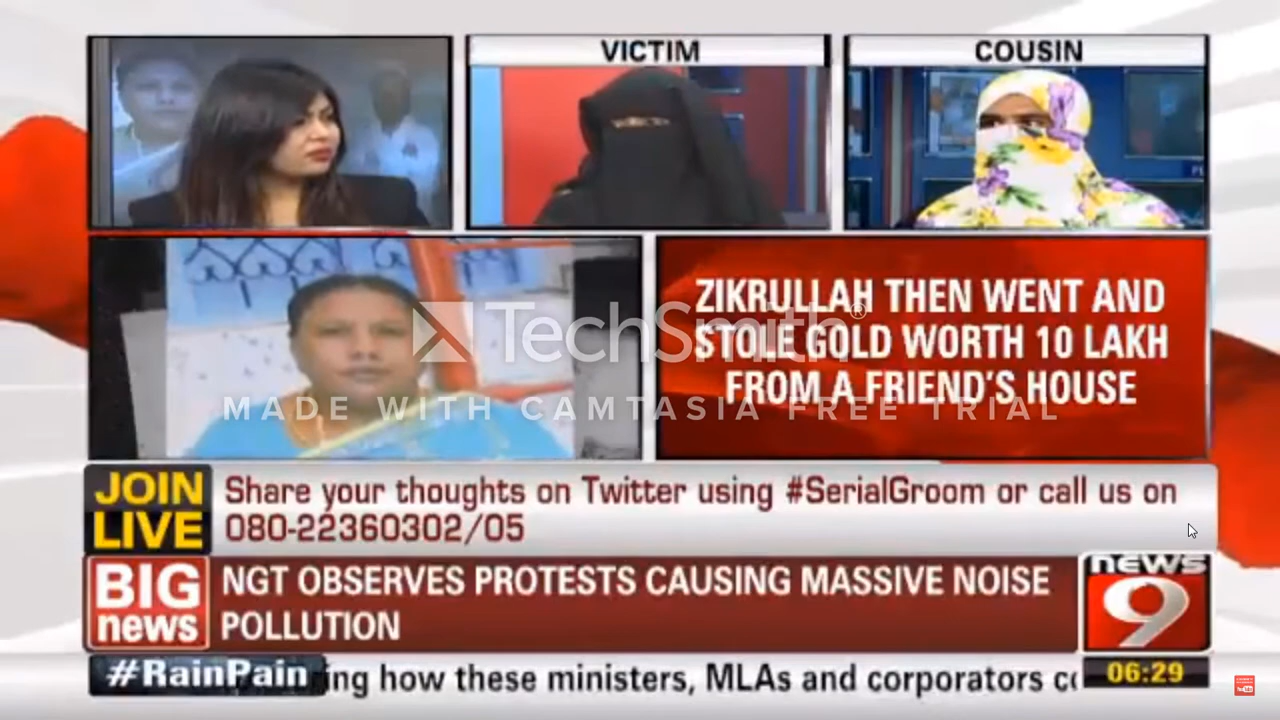 VICTIM
COUSIN
ZIKRULLAH THEN WENT AND
STOLE GOLD WORTH 10 LAKH
FROM A FRIEND'S HOUSE
TechSmith®
MADE WITH CAMTASIA FREE TRIAL
JOIN
LIVE
Share your thoughts on Twitter using #SerialGroom or call us on
080-22360302/05
BIG
news
NGT OBSERVES PROTESTS CAUSING MASSIVE NOISE
POLLUTION
NEWS
9
#RainPain
ring how these ministers, MLAs and corporators
06:29